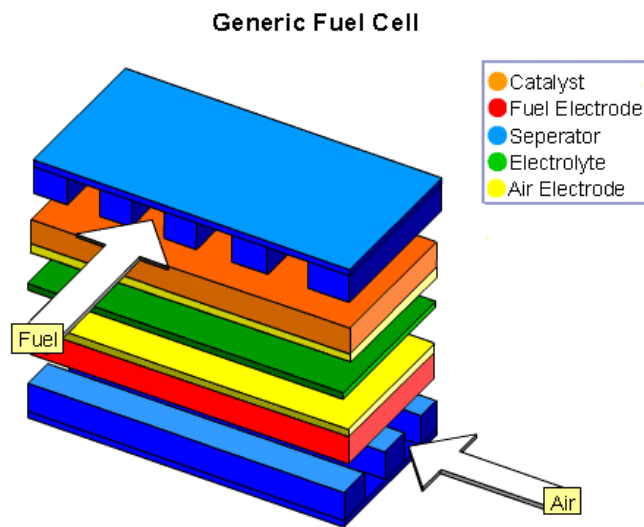 Generic Fuel Cell
Catalyst
Fuel Electrode
Seperator
Electrolyte
Air Electrode
Fuel
Air